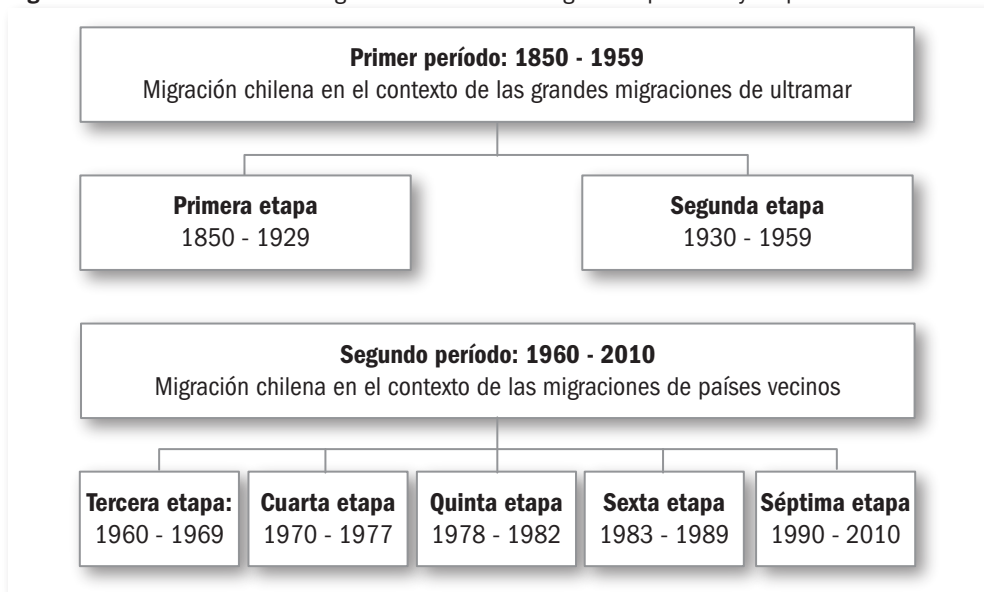 Primer período: 1850 - 1959
Migración chilena en el contexto de las grandes migraciones de ultramar
Primera etapa
1850 - 1929
Segunda etapa
1930 - 1959
Segundo período: 1960 - 2010
Migración chilena en el contexto de las migraciones de países vecinos
Tercera etapa:
1960 - 1969
Cuarta etapa
1970 - 1977
Quinta etapa
1978 - 1982
Sexta etapa
1983 - 1989
Séptima etapa
1990 - 2010